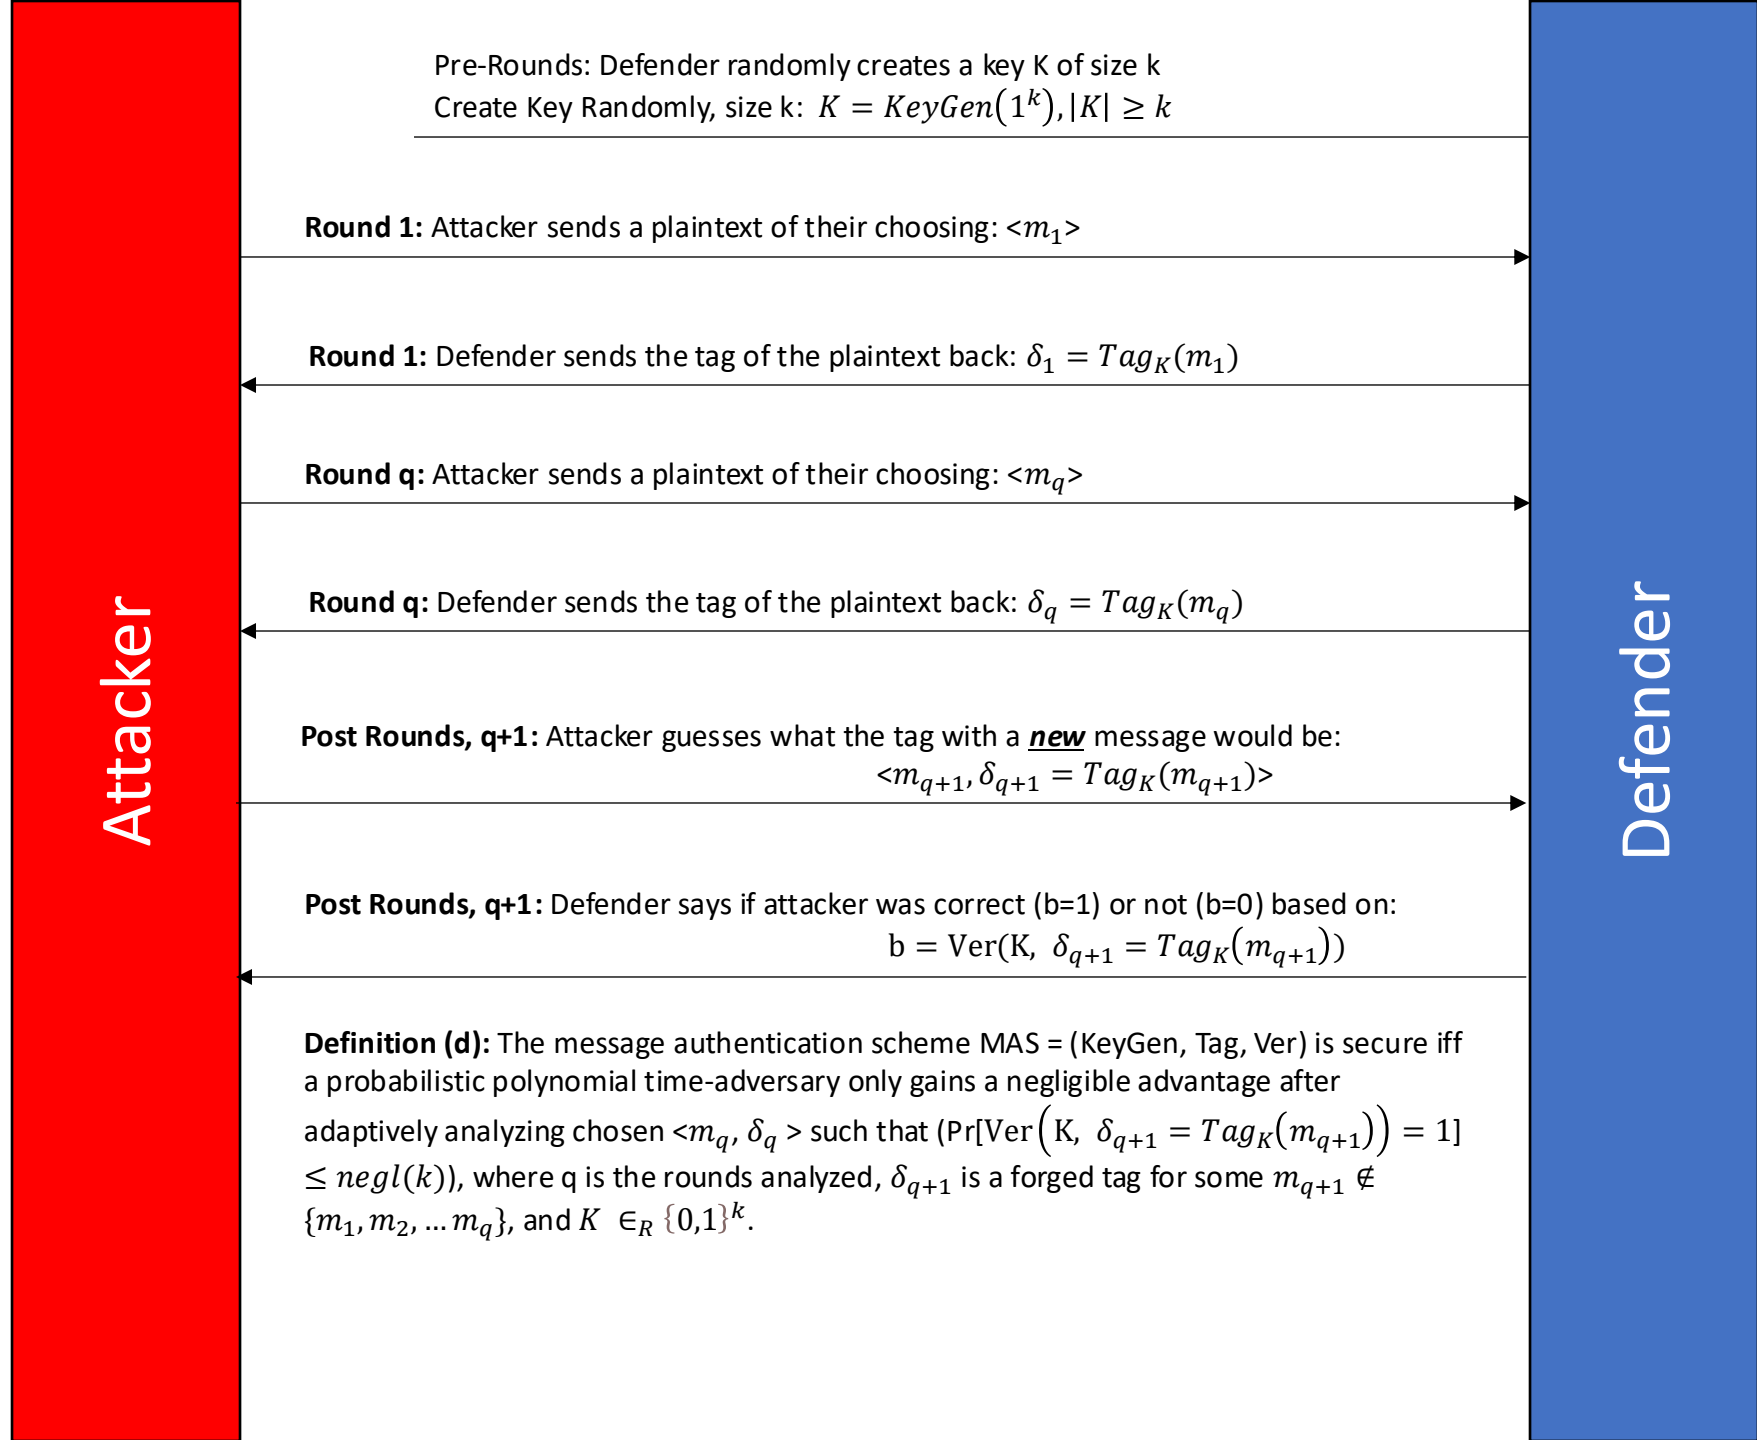 Pre-Rounds: Defender randomly creates a key K of size k
Create Key Randomly, size k: K = KeyGen(1^k), |K| ≥ k
Round 1: Attacker sends a plaintext of their choosing: <m_1>
Round 1: Defender sends the tag of the plaintext back: δ_1 = Tag_K(m_1)
Round q: Attacker sends a plaintext of their choosing: <m_q>
Round q: Defender sends the tag of the plaintext back: δ_q = Tag_K(m_q)
Attacker
Defender
Post Rounds, q+1: Attacker guesses what the tag with a new message would be:
<m_{q+1}, δ_{q+1} = Tag_K(m_{q+1})>
Post Rounds, q+1: Defender says if attacker was correct (b=1) or not (b=0) based on:
b = Ver(K, δ_{q+1} = Tag_K(m_{q+1}))
Definition (d): The message authentication scheme MAS = (KeyGen, Tag, Ver) is secure iff
a probabilistic polynomial time-adversary only gains a negligible advantage after
adaptively analyzing chosen <m_q, δ_q > such that (Pr[Ver(K, δ_{q+1} = Tag_K(m_{q+1})) = 1]
≤ negl(k)), where q is the rounds analyzed, δ_{q+1} is a forged tag for some m_{q+1} ∉
{m_1, m_2, … m_q}, and K ∈_R {0,1}^k.